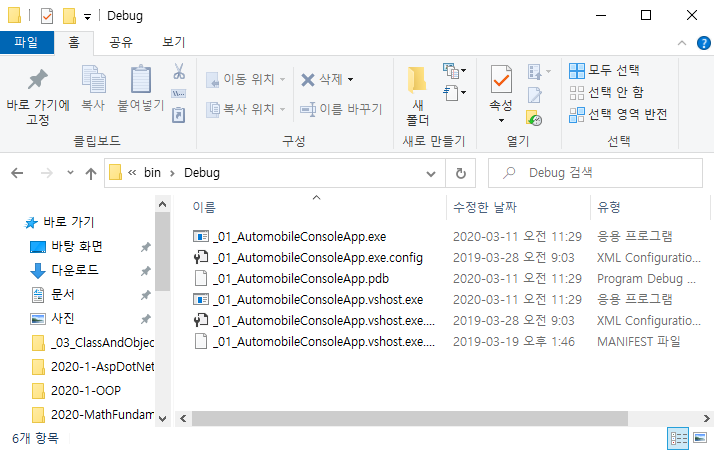 Debug
파일 홈 공유 보기
바로 가기에 고정
복사
붙여넣기
클립보드
이동 위치
복사 위치
삭제
이름 바꾸기
구성
새 폴더
새로 만들기
속성
열기
모두 선택
선택 안 함
선택 영역 반전
선택
« bin > Debug
Debug 검색
이름 수정한 날짜 유형
_01_AutomobileConsoleApp.exe 2020-03-11 오전 11:29 응용 프로그램
_01_AutomobileConsoleApp.exe.config 2019-03-28 오전 9:03 XML Configuratio...
_01_AutomobileConsoleApp.pdb 2020-03-11 오전 11:29 Program Debug ...
_01_AutomobileConsoleApp.vshost.exe 2020-03-11 오전 11:29 응용 프로그램
_01_AutomobileConsoleApp.vshost.exe.... 2019-03-28 오전 9:03 XML Configuratio...
_01_AutomobileConsoleApp.vshost.exe.... 2019-03-19 오후 1:46 MANIFEST 파일
바로 가기
바탕 화면
다운로드
문서
사진
_03_ClassAndObjec
2020-1-AspDotNet
2020-1-OOP
2020-MathFundam
6개 항목